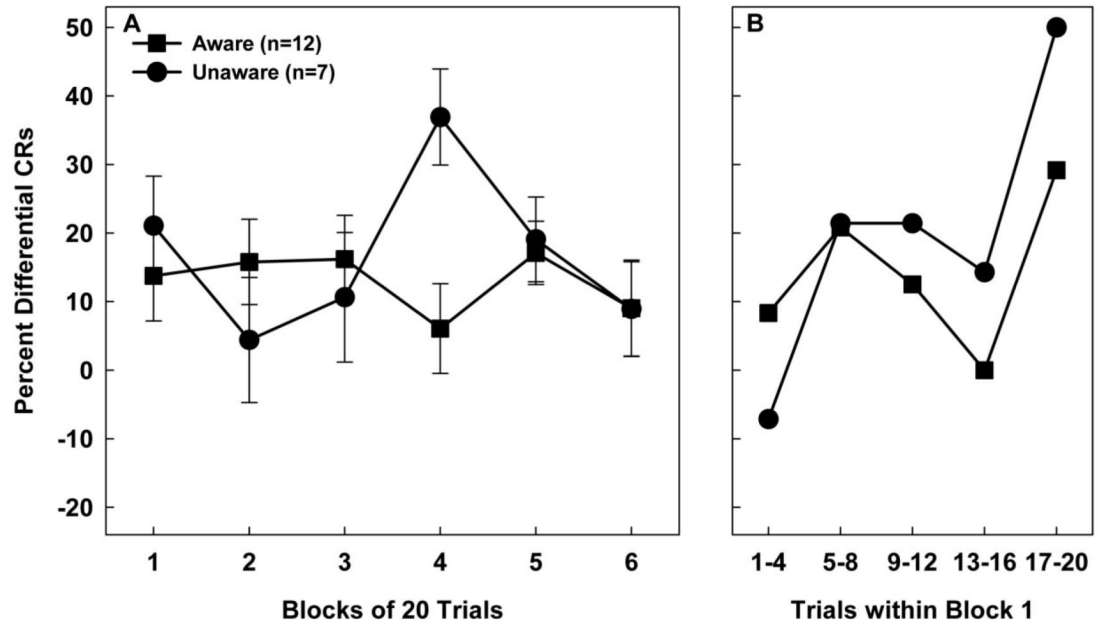 A
B
Aware (n=12)
Unaware (n=7)
Percent Differential CRs
50
40
30
20
10
0
-10
-20
1 2 3 4 5 6
1-4 5-8 9-12 13-16 17-20
Blocks of 20 Trials
Trials within Block 1